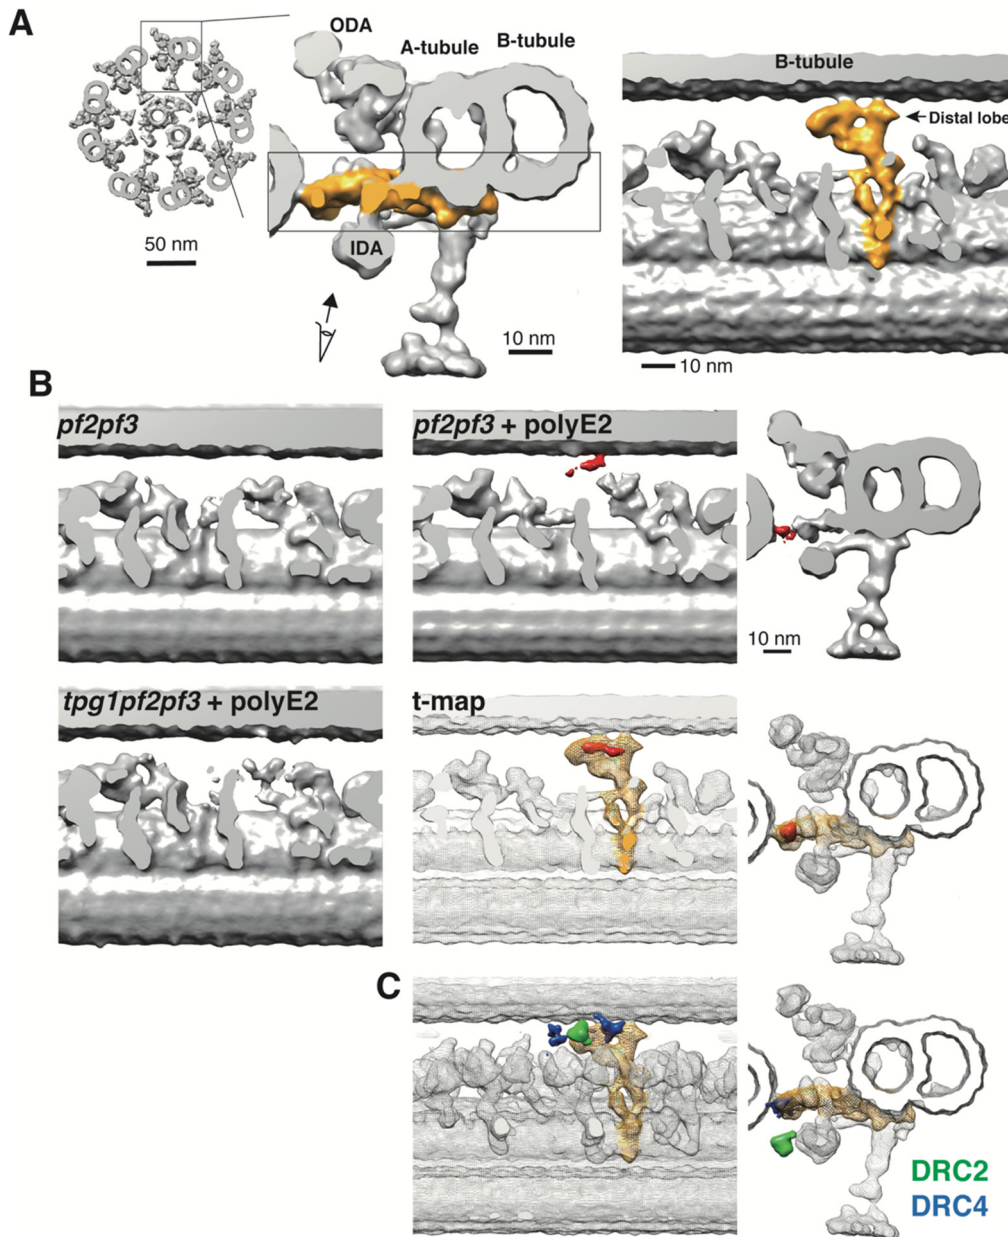 A
ODA
A-tubule
B-tubule
IDA
50 nm
10 nm
B-tubule
Distal lobe
10 nm
B
pf2pf3
pf2pf3 + polyE2
10 nm
tpg1pf2pf3 + polyE2
t-map
C
DRC2
DRC4